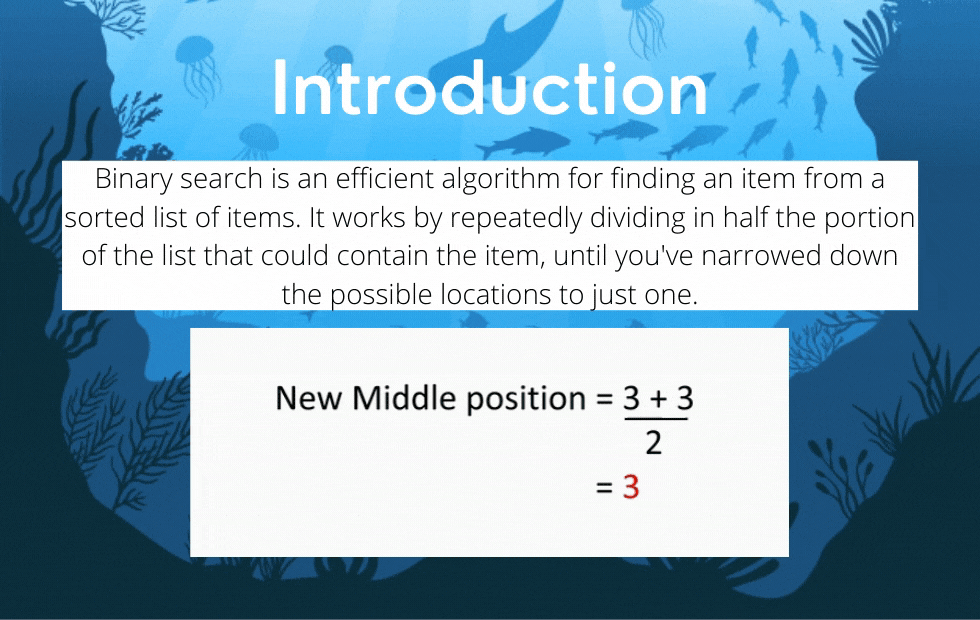 Introduction
Binary search is an efficient algorithm for finding an item from a
sorted list of items. It works by repeatedly dividing in half the portion
of the list that could contain the item, until you've narrowed down
the possible locations to just one.
New Middle position = 3 + 3
2
= 3